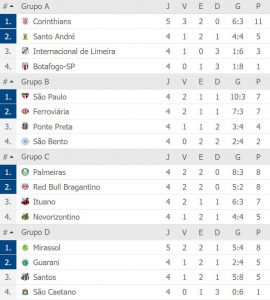 # Grupo A J V E D G P
1. Corinthians 5 3 2 0 6:3 11
2. Santo André 4 1 2 1 4:4 5
3. Internacional de Limeira 4 1 0 3 1:6 3
4. Botafogo-SP 4 0 1 3 1:8 1
# Grupo B J V E D G P
1. São Paulo 4 2 1 1 10:3 7
2. Ferroviária 4 2 1 1 7:3 7
3. Ponte Preta 4 1 1 2 3:4 4
4. São Bento 4 0 2 2 2:4 2
# Grupo C J V E D G P
1. Palmeiras 4 2 2 0 8:3 8
2. Red Bull Bragantino 4 2 2 0 5:2 8
3. Ituano 4 2 1 1 6:3 7
4. Novorizontino 4 1 2 1 4:4 5
# Grupo D J V E D G P
1. Mirassol 5 2 2 1 5:4 8
2. Guarani 4 1 2 1 2:4 5
3. Santos 4 1 2 1 5:8 5
4. São Caetano 4 0 1 3 0:6 1